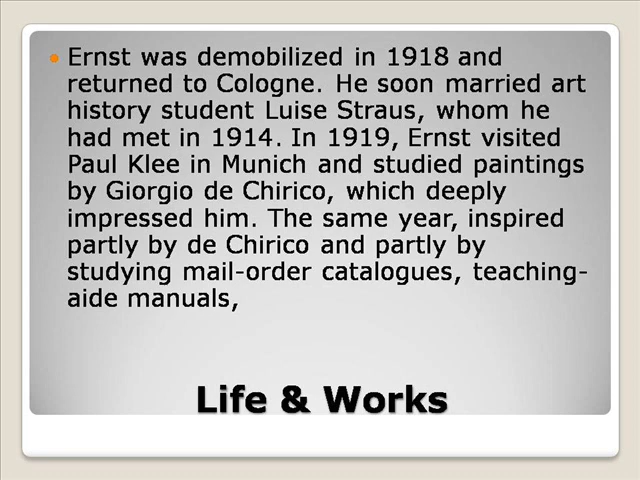 Ernst was demobilized in 1918 and
returned to Cologne. He soon married art
history student Luise Straus, whom he
had met in 1914. In 1919, Ernst visited
Paul Klee in Munich and studied paintings
by Giorgio de Chirico, which deeply
impressed him. The same year, inspired
partly by de Chirico and partly by
studying mail-order catalogues, teaching-
aide manuals,
Life & Works